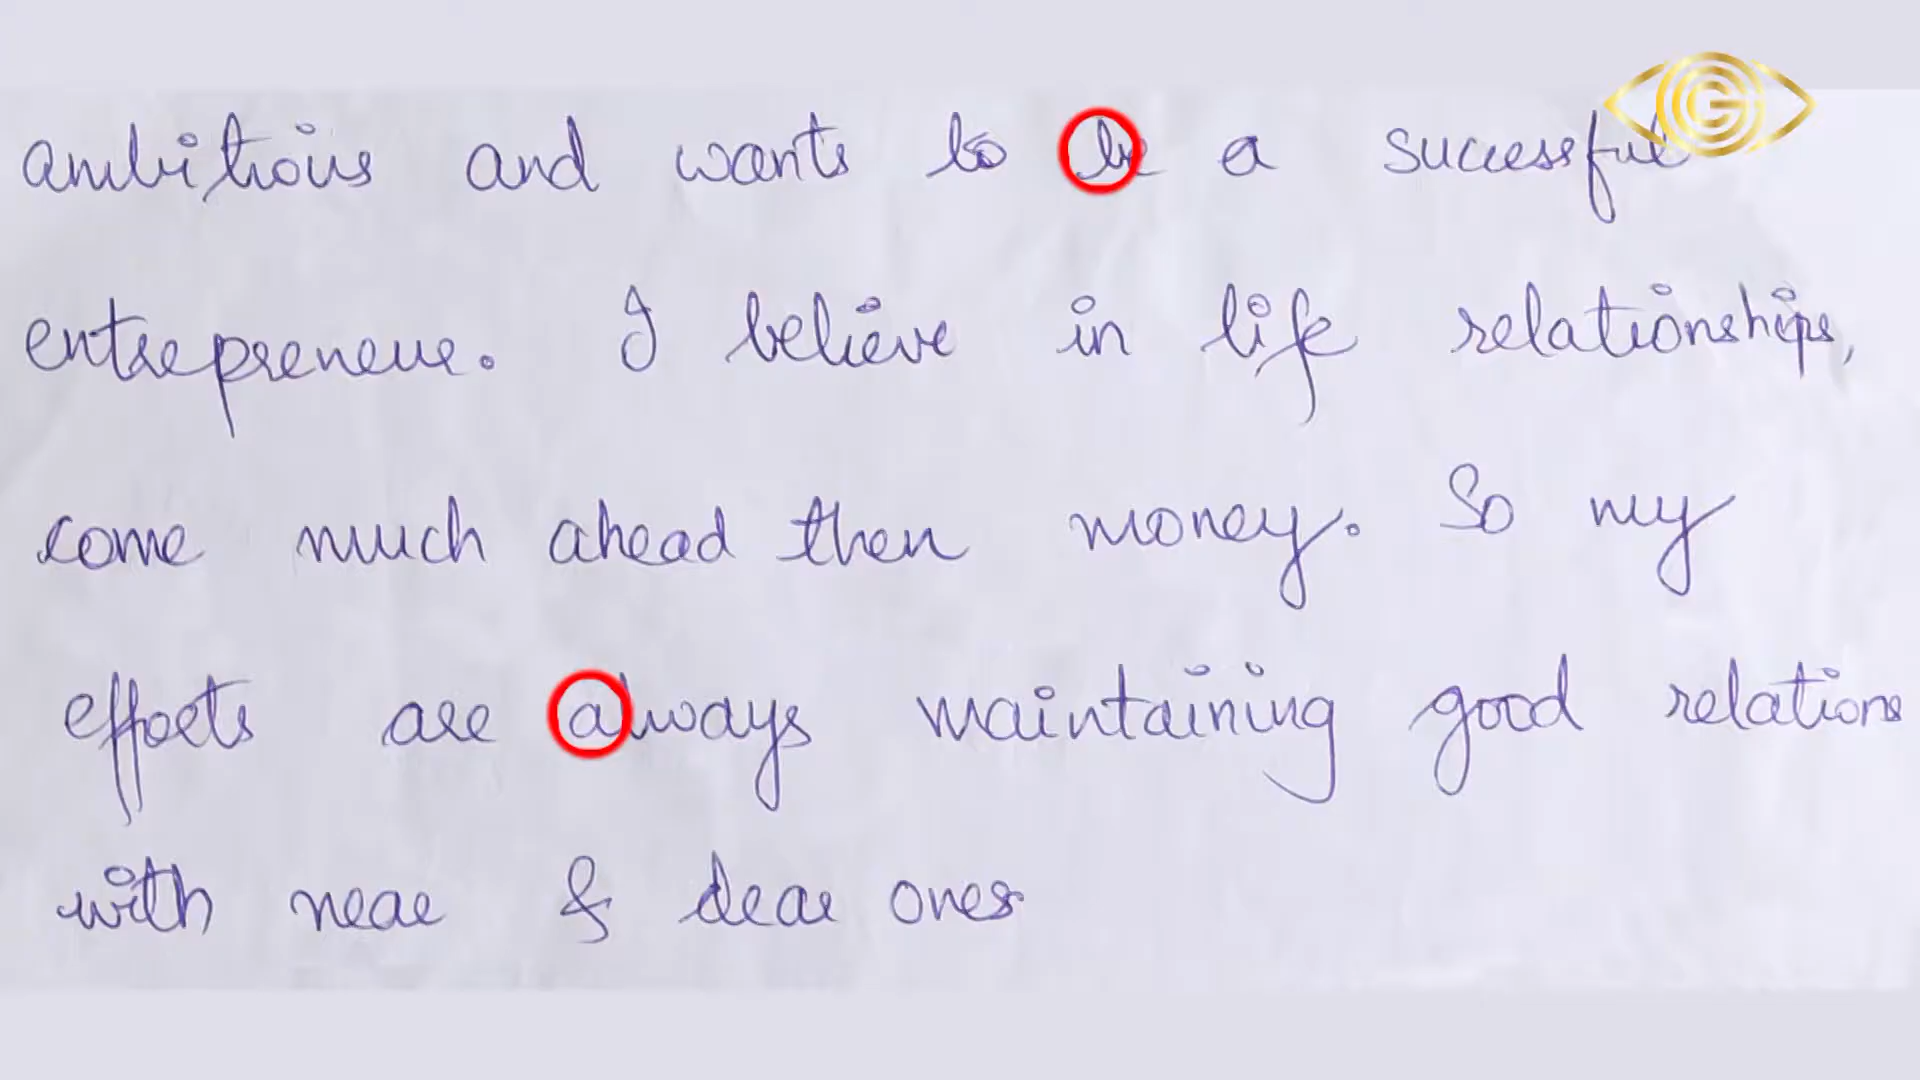 ambitious and wants to be a successful
entrepreneur. I believe in life relationships,
come much ahead then money. So my
efforts are always maintaining good relations
with near & dear ones